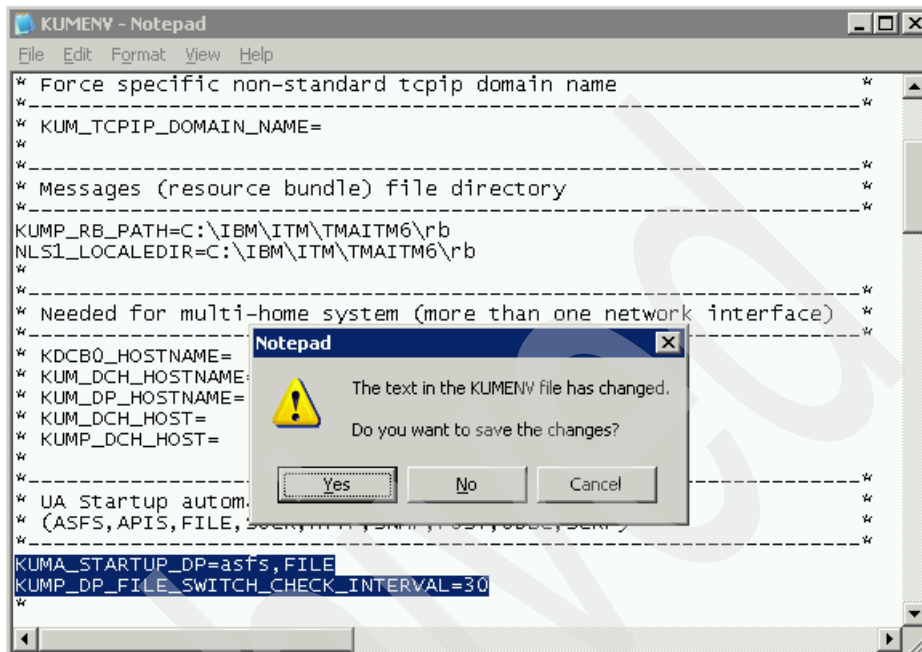 KUMENV - Notepad
File Edit Format View Help
* Force specific non-standard tcpip domain name *
*-----------------------------------------------------------*
* KUM_TCPIP_DOMAIN_NAME=
*
*-----------------------------------------------------------*
* Messages (resource bundle) file directory *
*-----------------------------------------------------------*
KUMP_RB_PATH=C:\IBM\ITM\TMAITM6\rb
NLS1_LOCALEDIR=C:\IBM\ITM\TMAITM6\rb
*
*-----------------------------------------------------------*
* Needed for multi-home system (more than one network interface) *
*-----------------------------------------------------------*
* KDCB0_HOSTNAME=
* KUM_DCH_HOSTNAME=
* KUM_DP_HOSTNAME=
* KUM_DCH_HOST=
* KUMP_DCH_HOST=
*
*-----------------------------------------------------------*
* UA Startup *
* (ASFS,APIS,FILE, *
*-----------------------------------------------------------*
KUMA_STARTUP_DP=asfs,FILE
KUMP_DP_FILE_SWITCH_CHECK_INTERVAL=30
*
Notepad
The text in the KUMENV file has changed.
Do you want to save the changes?
Yes No Cancel